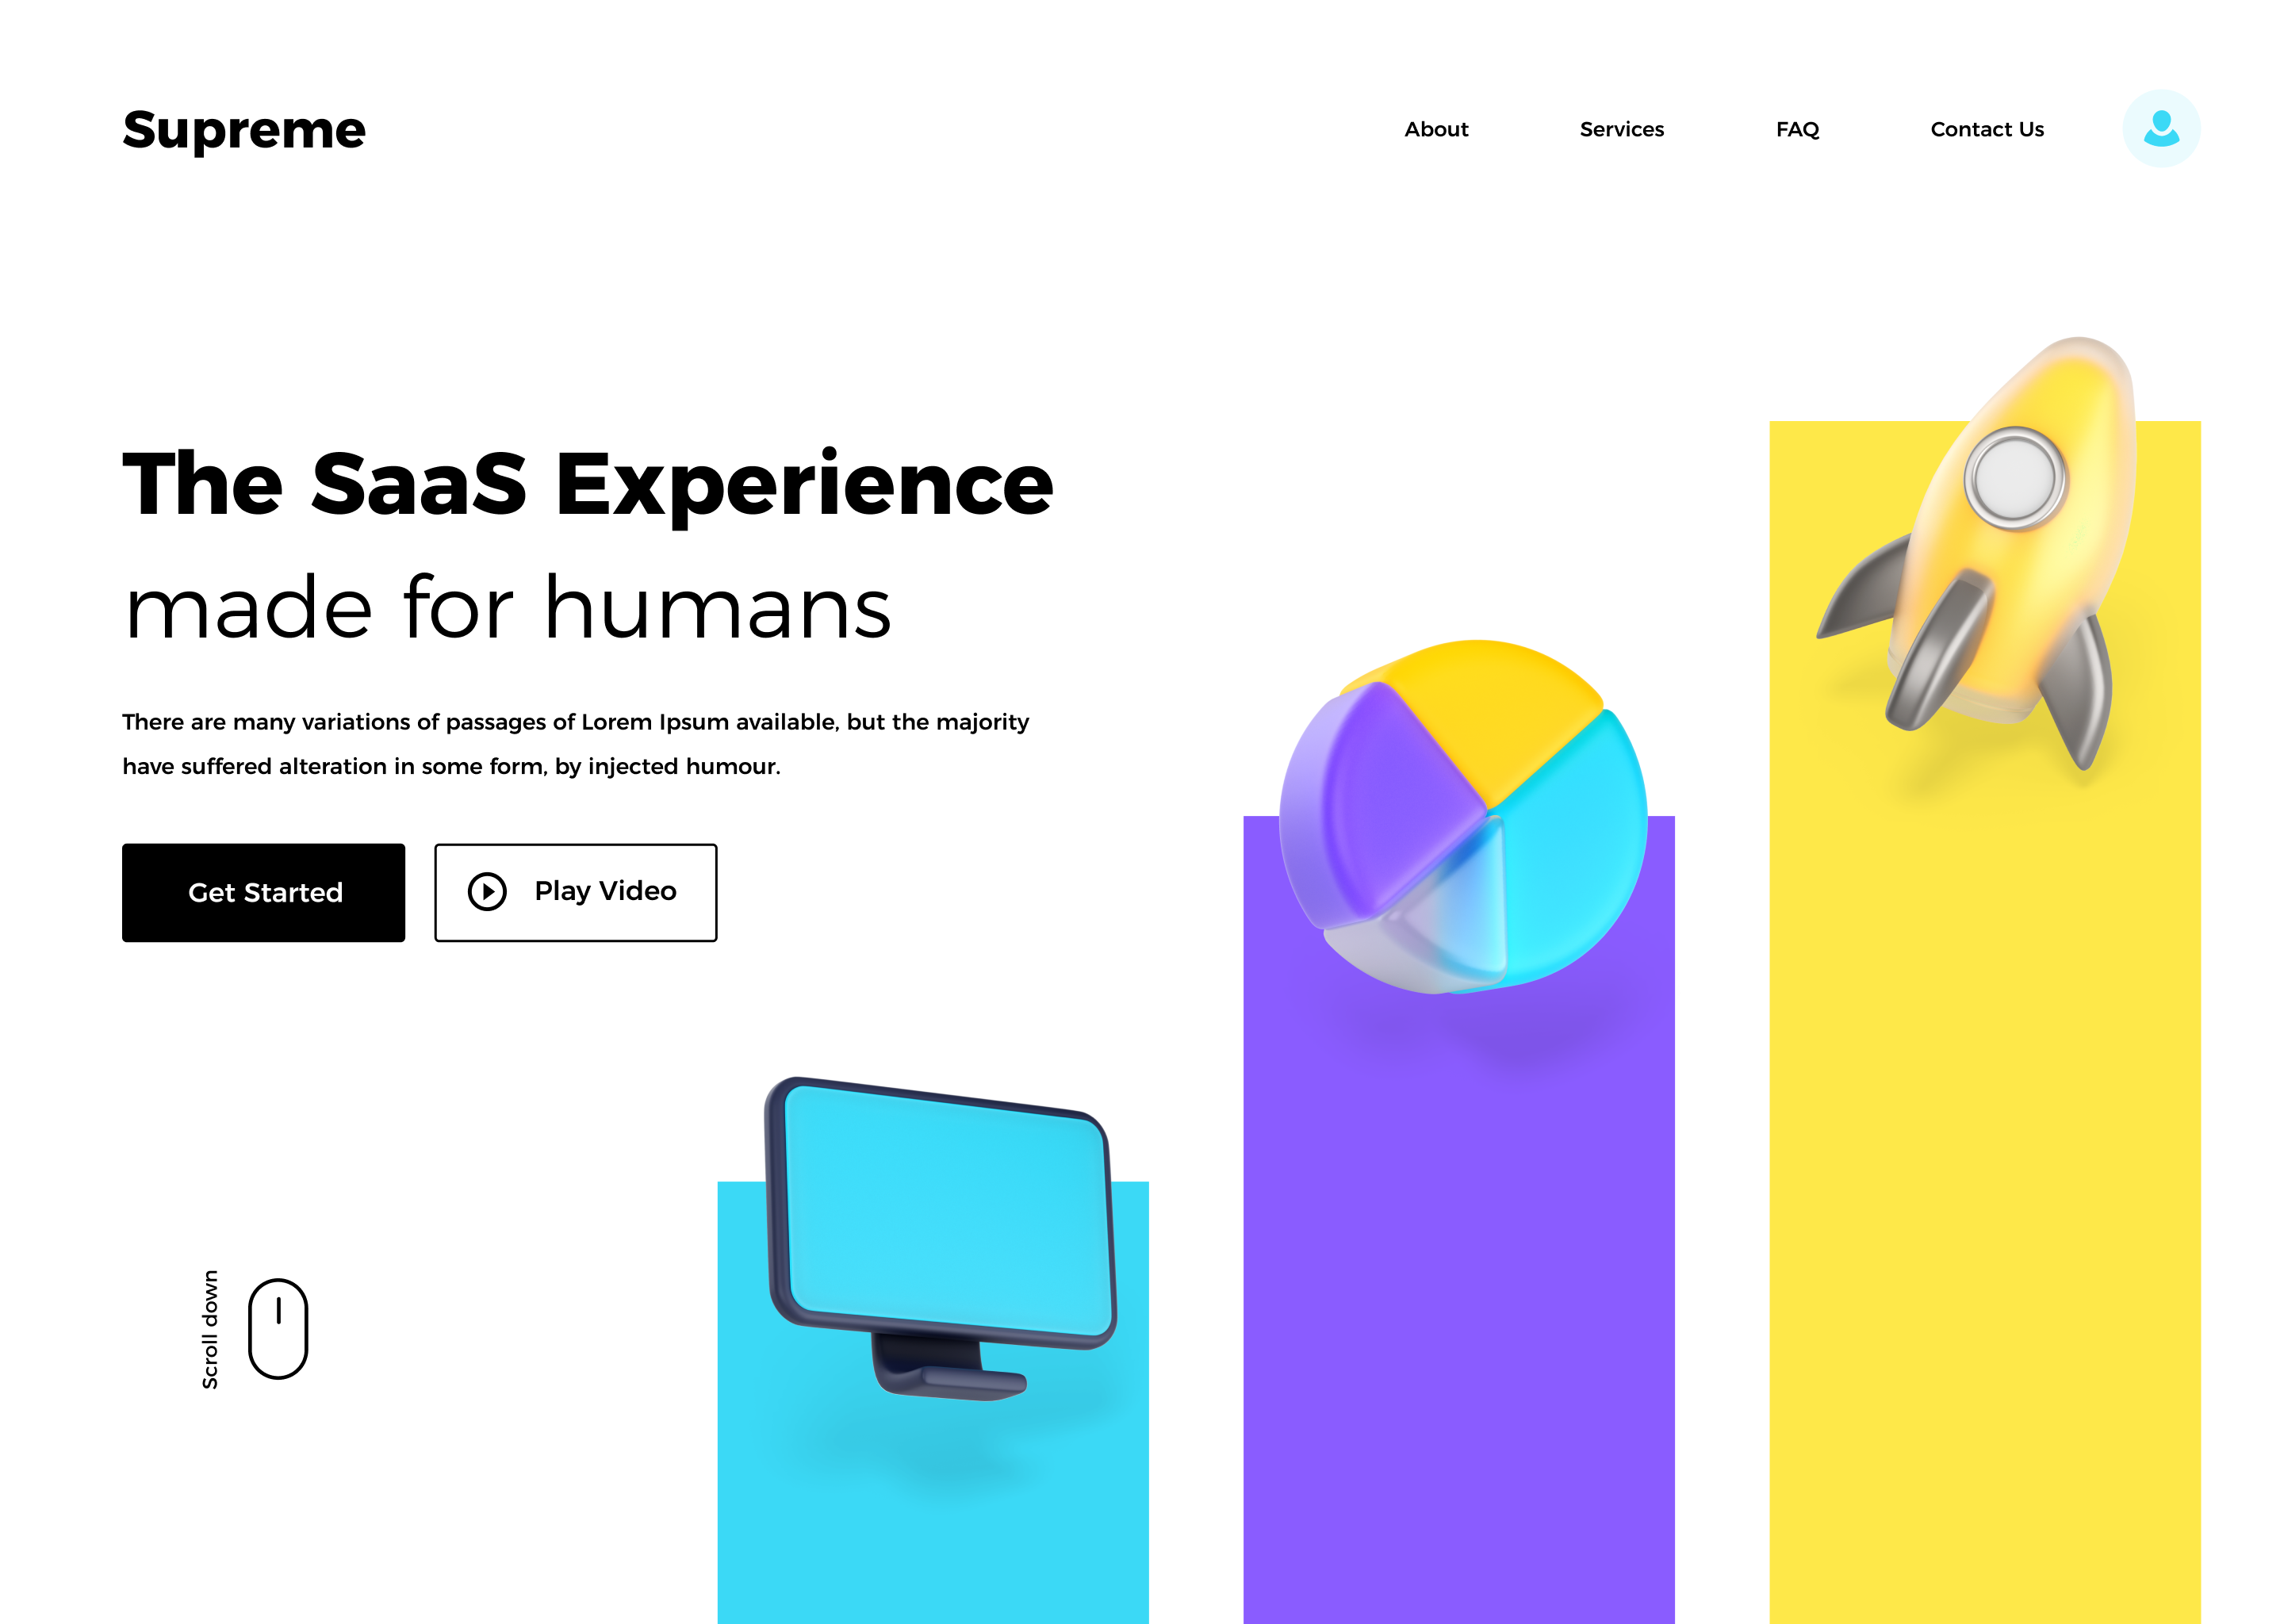 Supreme
About
Services
FAQ
Contact Us
The SaaS Experience
made for humans
There are many variations of passages of Lorem Ipsum available, but the majority
have suffered alteration in some form, by injected humour.
Get Started
Play Video
Scroll down